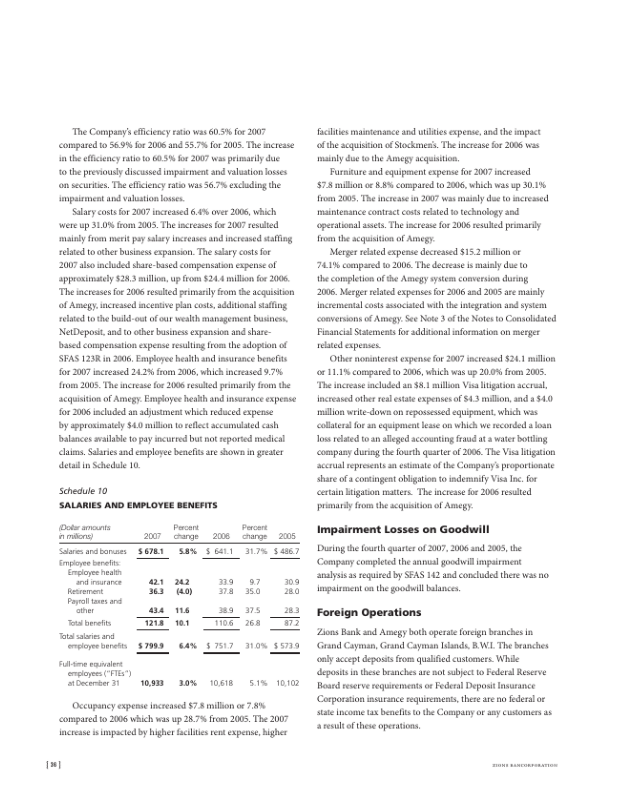 The Company's efficiency ratio was 60.5% for 2007
compared to 56.9% for 2006 and 55.7% for 2005. The increase
in the efficiency ratio to 60.5% for 2007 was primarily due
to the previously discussed impairment and valuation losses
on securities. The efficiency ratio was 56.7% excluding the
impairment and valuation losses.
Salary costs for 2007 increased 6.4% over 2006, which
were up 31.0% from 2005. The increases for 2007 resulted
mainly from merit pay salary increases and increased staffing
related to other business expansion. The salary costs for
2007 also included share-based compensation expense of
approximately $28.3 million, up from $24.4 million for 2006.
The increases for 2006 resulted primarily from the acquisition
of Amegy, increased incentive plan costs, additional staffing
related to the build-out of our wealth management business,
NetDeposit, and to other business expansion and share-
based compensation expense resulting from the adoption of
SFAS 123R in 2006. Employee health and insurance benefits
for 2007 increased 24.2% from 2006, which increased 9.7%
from 2005. The increase for 2006 resulted primarily from the
acquisition of Amegy. Employee health and insurance expense
for 2006 included an adjustment which reduced expense
by approximately $4.0 million to reflect accumulated cash
balances available to pay incurred but not reported medical
claims. Salaries and employee benefits are shown in greater
detail in Schedule 10.
Schedule 10
SALARIES AND EMPLOYEE BENEFITS
(Dollar amounts Percent Percent
in millions) 2007 change 2006 change 2005
Salaries and bonuses $ 678.1 5.8% $ 641.1 31.7% $ 486.7
Employee benefits:
Employee health
and insurance 42.1 24.2 33.9 9.7 30.9
Retirement 36.3 (4.0) 37.8 35.0 28.0
Payroll taxes and
other 43.4 11.6 38.9 37.5 28.3
Total benefits 121.8 10.1 110.6 26.8 87.2
Total salaries and
employee benefits $ 799.9 6.4% $ 751.7 31.0% $ 573.9
Full-time equivalent
employees ("FTEs")
at December 31 10,933 3.0% 10,618 5.1% 10,102
Occupancy expense increased $7.8 million or 7.8%
compared to 2006 which was up 28.7% from 2005. The 2007
increase is impacted by higher facilities rent expense, higher
facilities maintenance and utilities expense, and the impact
of the acquisition of Stockmen's. The increase for 2006 was
mainly due to the Amegy acquisition.
Furniture and equipment expense for 2007 increased
$7.8 million or 8.8% compared to 2006, which was up 30.1%
from 2005. The increase in 2007 was mainly due to increased
maintenance contract costs related to technology and
operational assets. The increase for 2006 resulted primarily
from the acquisition of Amegy.
Merger related expense decreased $15.2 million or
74.1% compared to 2006. The decrease is mainly due to
the completion of the Amegy system conversion during
2006. Merger related expenses for 2006 and 2005 are mainly
incremental costs associated with the integration and system
conversions of Amegy. See Note 3 of the Notes to Consolidated
Financial Statements for additional information on merger
related expenses.
Other noninterest expense for 2007 increased $24.1 million
or 11.1% compared to 2006, which was up 20.0% from 2005.
The increase included an $8.1 million Visa litigation accrual,
increased other real estate expenses of $4.3 million, and a $4.0
million write-down on repossessed equipment, which was
collateral for an equipment lease on which we recorded a loan
loss related to an alleged accounting fraud at a water bottling
company during the fourth quarter of 2006. The Visa litigation
accrual represents an estimate of the Company's proportionate
share of a contingent obligation to indemnify Visa Inc. for
certain litigation matters. The increase for 2006 resulted
primarily from the acquisition of Amegy.
Impairment Losses on Goodwill
During the fourth quarter of 2007, 2006 and 2005, the
Company completed the annual goodwill impairment
analysis as required by SFAS 142 and concluded there was no
impairment on the goodwill balances.
Foreign Operations
Zions Bank and Amegy both operate foreign branches in
Grand Cayman, Grand Cayman Islands, B.W.I. The branches
only accept deposits from qualified customers. While
deposits in these branches are not subject to Federal Reserve
Board reserve requirements or Federal Deposit Insurance
Corporation insurance requirements, there are no federal or
state income tax benefits to the Company or any customers as
a result of these operations.
ZIONS BANCORPORATION